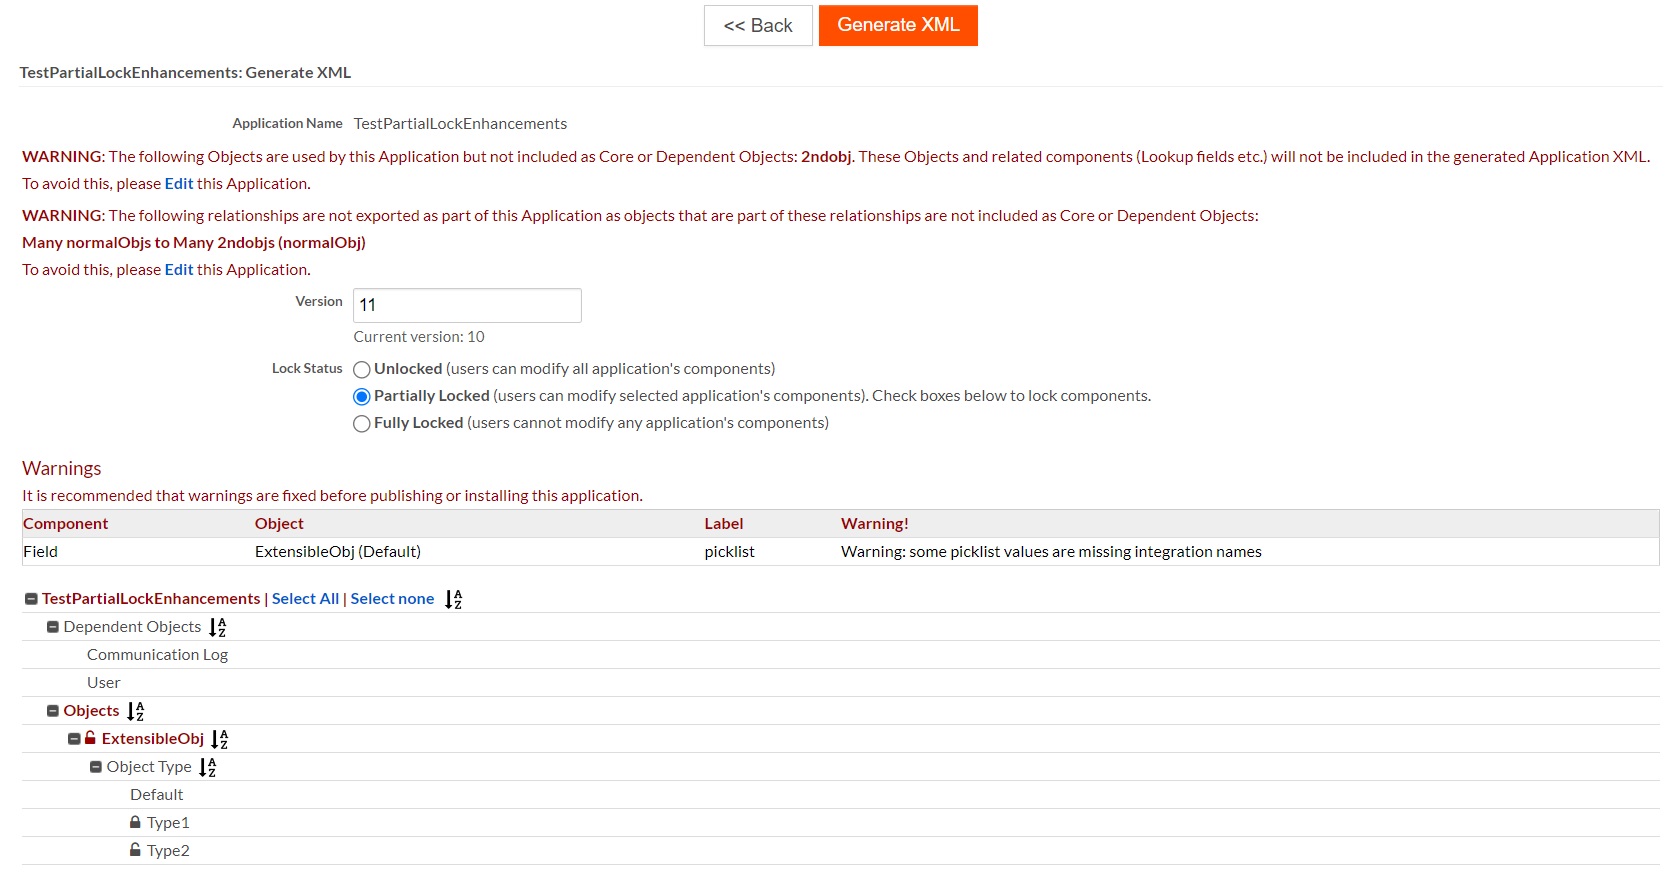 << Back Generate XML
TestPartialLockEnhancements: Generate XML
Application Name TestPartialLockEnhancements
WARNING: The following Objects are used by this Application but not included as Core or Dependent Objects: 2ndobj. These Objects and related components (Lookup fields etc.) will not be included in the generated Application XML.
To avoid this, please Edit this Application.
WARNING: The following relationships are not exported as part of this Application as objects that are part of these relationships are not included as Core or Dependent Objects:
Many normalObjs to Many 2ndobjs (normalObj)
To avoid this, please Edit this Application.
Version 11
Current version: 10
Lock Status Unlocked (users can modify all application's components)
Partially Locked (users can modify selected application's components). Check boxes below to lock components.
Fully Locked (users cannot modify any application's components)
Warnings
It is recommended that warnings are fixed before publishing or installing this application.
Component Object Label Warning!
Field ExtensibleObj (Default) picklist Warning: some picklist values are missing integration names
TestPartialLockEnhancements | Select All | Select none
Dependent Objects
Communication Log
User
Objects
ExtensibleObj
Object Type
Default
Type1
Type2